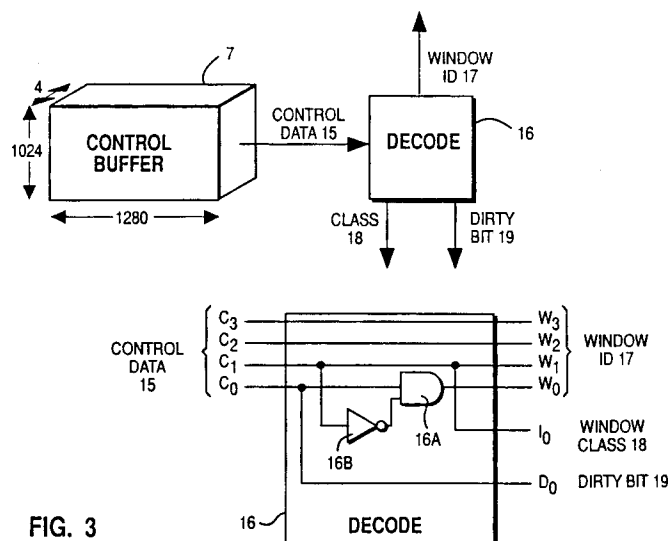 WINDOW
ID 17
7
4
CONTROL
BUFFER
1024
1280
CONTROL
DATA 15
DECODE
16
CLASS
18
DIRTY
BIT 19
CONTROL
DATA
15
C3
C2
C1
C0
16A
16B
W3
W2
W1
W0
WINDOW
ID 17
I0
WINDOW
CLASS 18
D0
DIRTY BIT 19
16
DECODE
FIG. 3